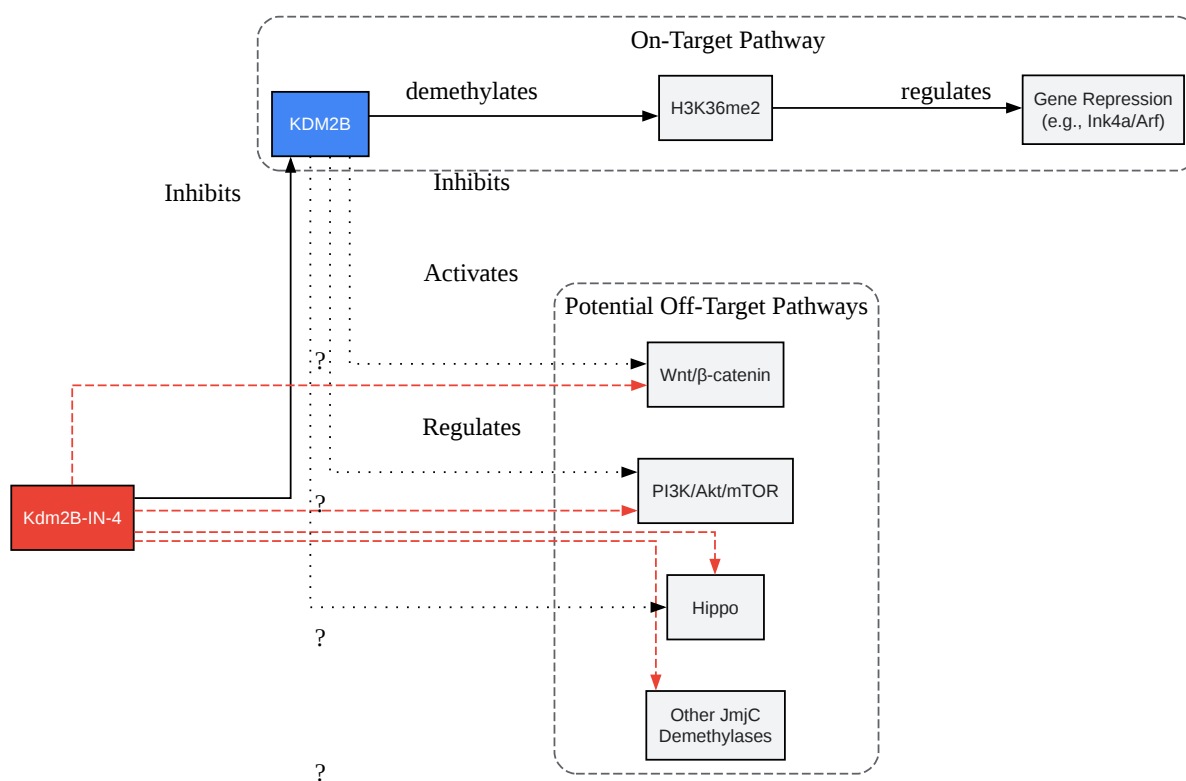 On-Target Pathway
demethylates
regulates
KDM2B
H3K36me2
Gene Repression
(e.g., Ink4a/Arf)
Inhibits
Inhibits
Activates
Potential Off-Target Pathways
?
Wnt/β-catenin
Regulates
Kdm2B-IN-4
?
PI3K/Akt/mTOR
Hippo
?
Other JmjC
Demethylases
?